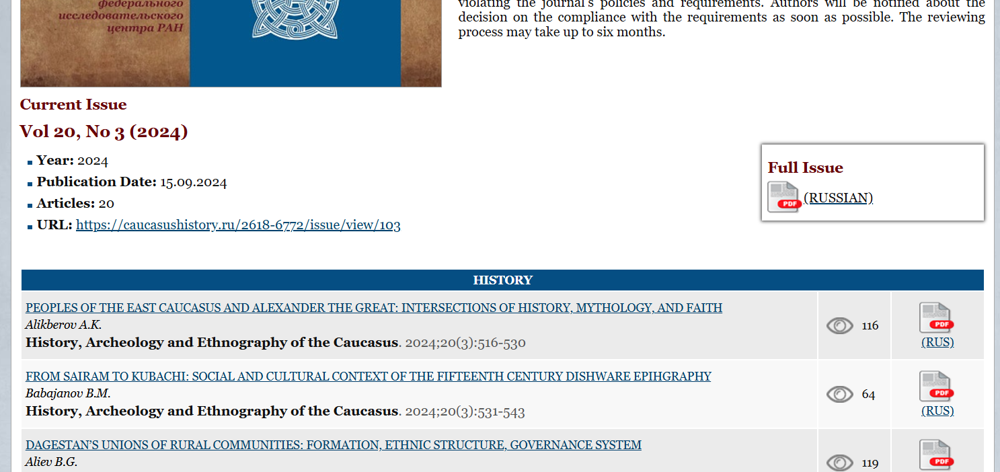 федерального
исследовательского
центра РАН
violating the journal's policies and requirements. Authors will be notified about the
decision on the compliance with the requirements as soon as possible. The reviewing
process may take up to six months.
Current Issue
Vol 20, No 3 (2024)
Year: 2024
Publication Date: 15.09.2024
Articles: 20
URL: https://caucasushistory.ru/2618-6772/issue/view/103
Full Issue
PDF (RUSSIAN)
HISTORY
PEOPLES OF THE EAST CAUCASUS AND ALEXANDER THE GREAT: INTERSECTIONS OF HISTORY, MYTHOLOGY, AND FAITH
Alikberov A.K.
History, Archeology and Ethnography of the Caucasus. 2024;20(3):516-530
116
PDF
(RUS)
FROM SAIRAM TO KUBACHI: SOCIAL AND CULTURAL CONTEXT OF THE FIFTEENTH CENTURY DISHWARE EPIHGRAPHY
Babajanov B.M.
History, Archeology and Ethnography of the Caucasus. 2024;20(3):531-543
64
PDF
(RUS)
DAGESTAN'S UNIONS OF RURAL COMMUNITIES: FORMATION, ETHNIC STRUCTURE, GOVERNANCE SYSTEM
Aliev B.G.
119
PDF